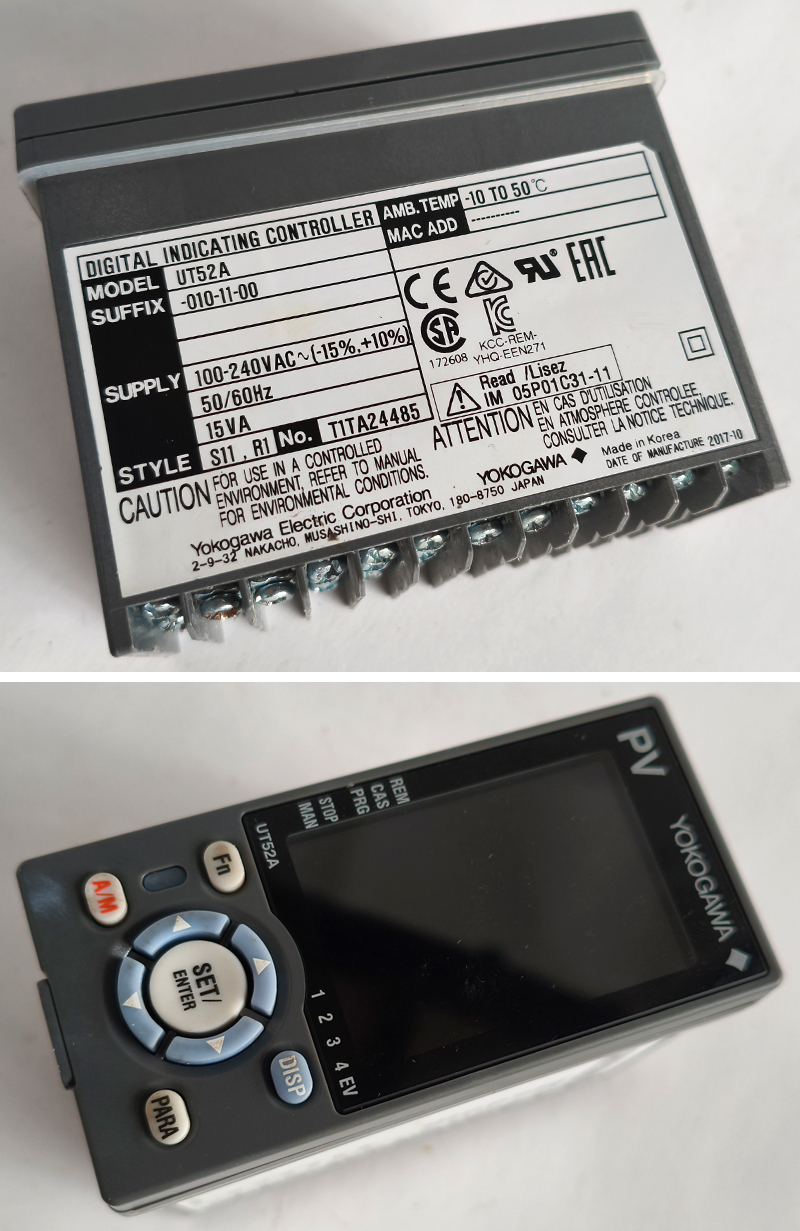 DIGITAL INDICATING CONTROLLER
MODEL UT52A
SUFFIX -010-11-00
SUPPLY 100-240VAC~(-15%,+10%)
50/60Hz
15VA
STYLE S11 , R1 No. T1TA24485
AMB.TEMP -10 TO 50℃
MAC ADD ----------
CE
RU®
EAC
SA
172608
KC
KCC-REM-
YHQ-EEN271
Read /Lisez
IM 05P01C31-11
CAUTION FOR USE IN A CONTROLLED
ENVIRONMENT, REFER TO MANUAL
FOR ENVIRONMENTAL CONDITIONS.
ATTENTION EN CAS D'UTILISATION
EN ATMOSPHERE CONTROLEE,
CONSULTER LA NOTICE TECHNIQUE.
YOKOGAWA
Made in Korea
DATE OF MANUFACTURE 2017-10
Yokogawa Electric Corporation
2-9-32 NAKACHO, MUSASHINO-SHI, TOKYO, 180-8750 JAPAN
PV
YOKOGAWA
REM
CAS
PRG
STOP
MAN
UT52A
Fn
A/M
SET/
ENTER
DISP
PARA
1 2 3 4 EV